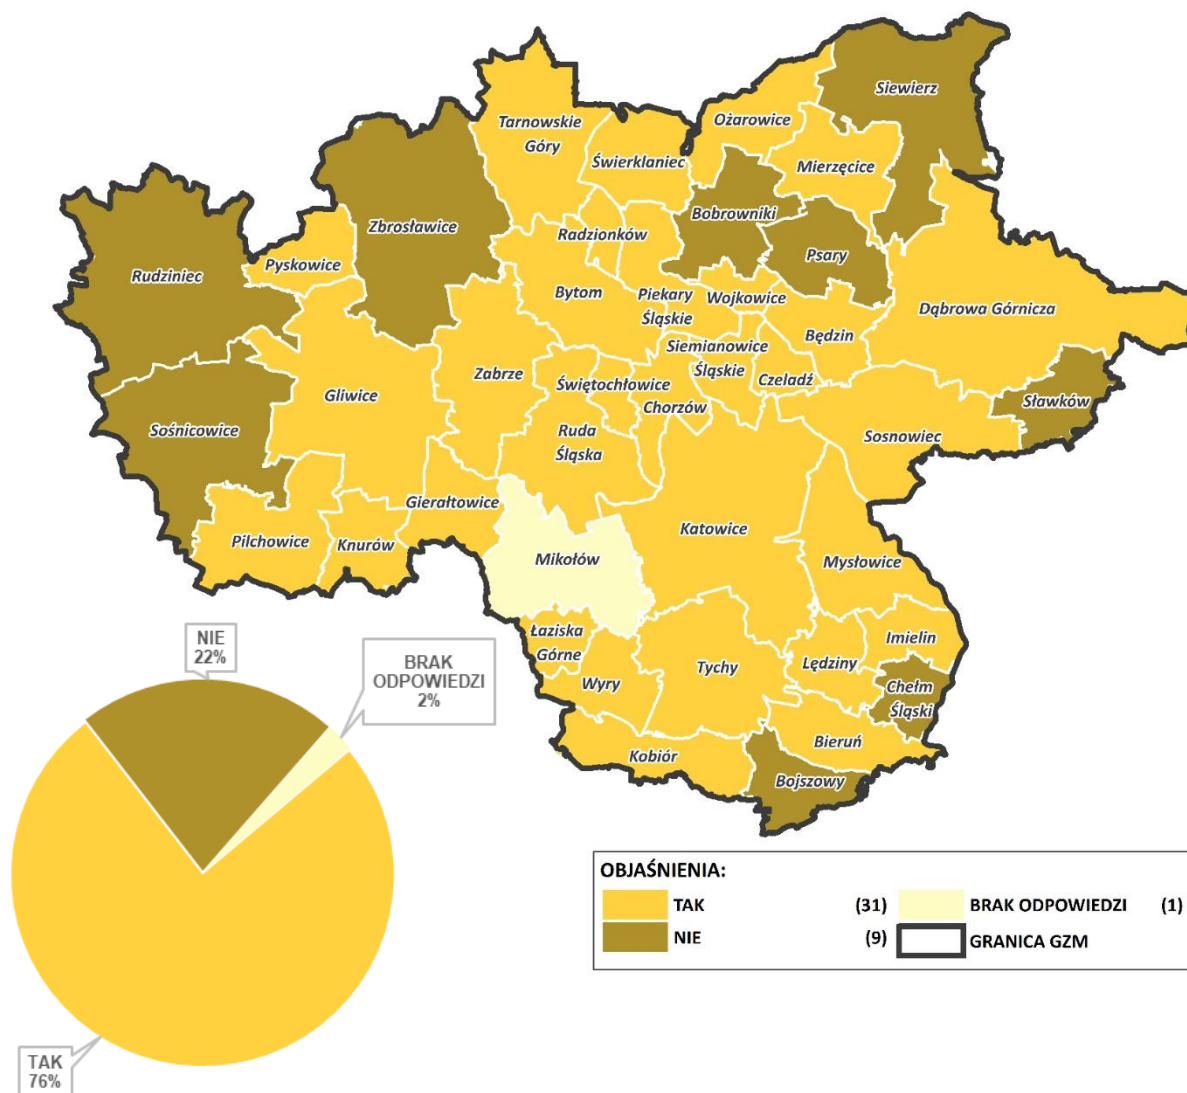 Siewierz
Ożarowice
Tarnowskie
Góry
Świerklaniec
Mierzęcice
Bobrowniki
Zbrosławice
Radzionków
Psary
Pyskowice
Rudziniec
Bytom
Piekary
Śląskie
Wojkowice
Dąbrowa Górnicza
Będzin
Siemianowice
Śląskie
Zabrze
Świętochłowice
Czeladź
Gliwice
Chorzów
Sławków
Sośnicowice
Ruda
Śląska
Sosnowiec
Gierałtowice
Katowice
Pilchowice
Knurów
Mikołów
Mysłowice
Łaziska
Górne
Imielin
Lędziny
Tychy
Wyry
Chełm
Śląski
Bieruń
Kobiór
Bojszowy
NIE
22%
BRAK
ODPOWIEDZI
2%
TAK
76%
OBJAŚNIENIA:
TAK (31) BRAK ODPOWIEDZI (1)
NIE (9) GRANICA GZM